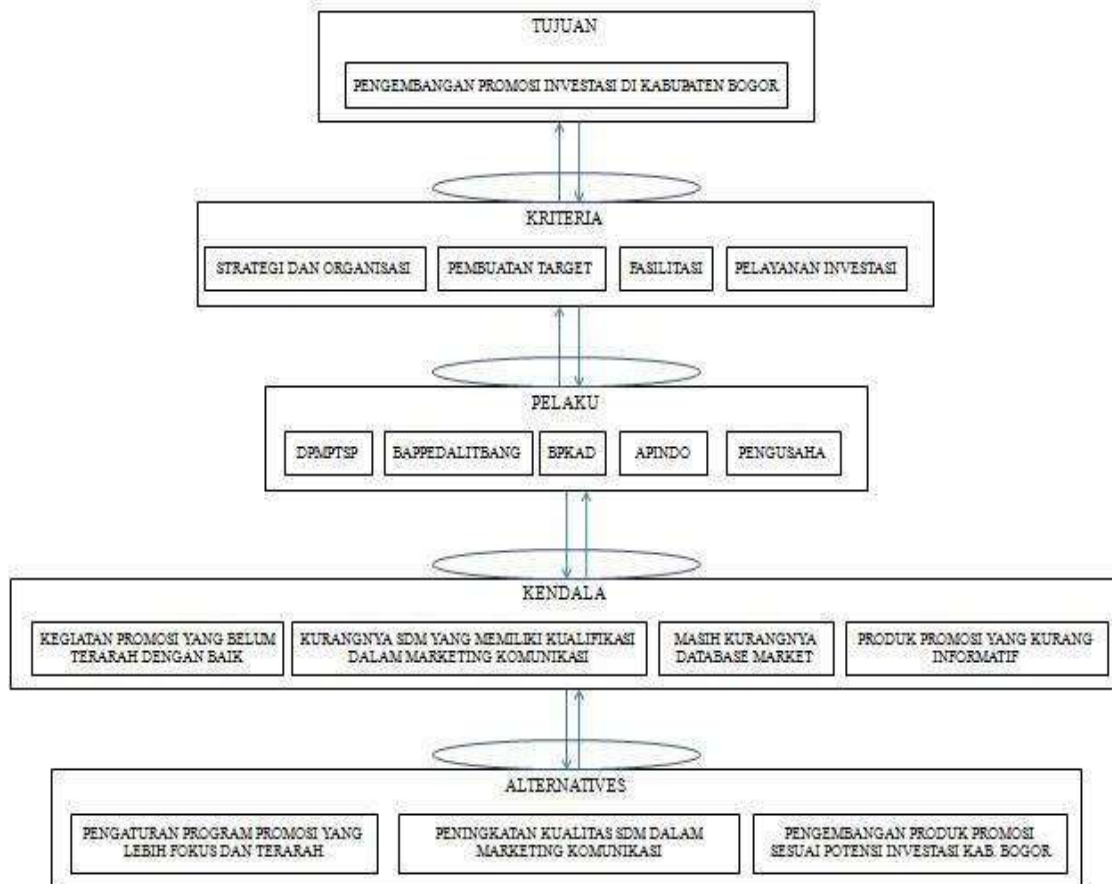 TUJUAN
PENGEMBANGAN PROMOSI INVESTASI DI KABUPATEN BOGOR
KRITERIA
STRATEGI DAN ORGANISASI
PEMBUATAN TARGET
FASILITASI
PELAYANAN INVESTASI
PELAKU
DPMPTSP
BAPPEDALITBANG
BPKAD
APINDO
PENGUSAHA
KENDALA
KEGIATAN PROMOSI YANG BELUM
TERARAH DENGAN BAIK
KURANGNYA SDM YANG MEMILIKI KUALIFIKASI
DALAM MARKETING KOMUNIKASI
MASIH KURANGNYA
DATABASE MARKET
PRODUK PROMOSI YANG KURANG
INFORMATIF
ALTERNATIVES
PENGATURAN PROGRAM PROMOSI YANG
LEBIH FOKUS DAN TERARAH
PENINGKATAN KUALITAS SDM DALAM
MARKETING KOMUNIKASI
PENGEMBANGAN PRODUK PROMOSI
SESUAI POTENSI INVESTASI KAB. BOGOR